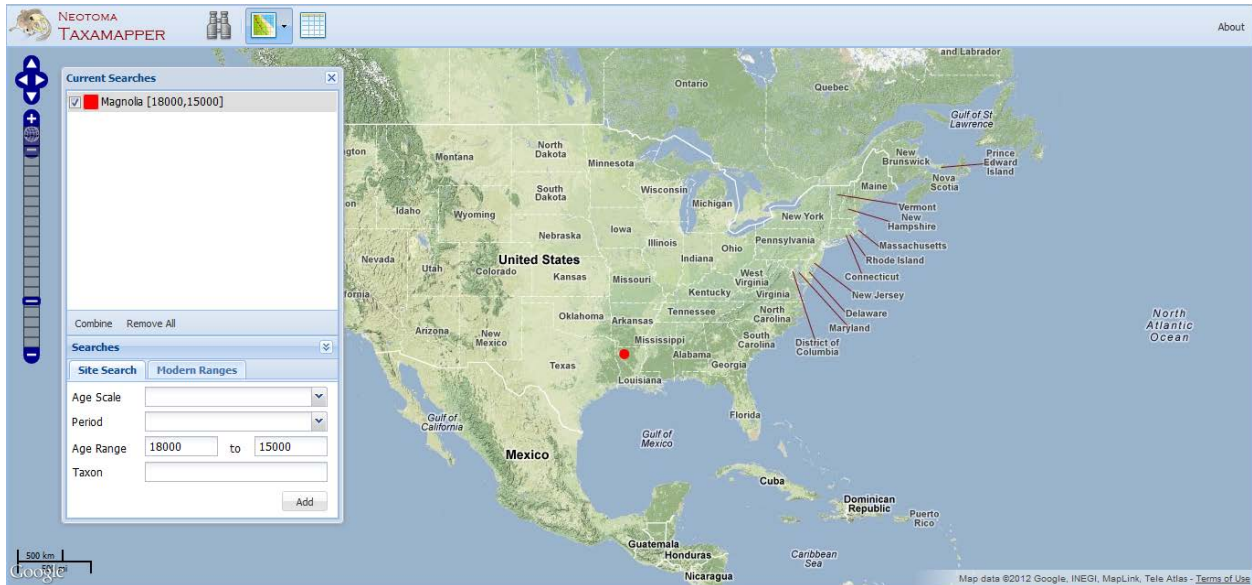 NEOTOMA
TAXAMAPPER
About
Current Searches
Magnolia [18000,15000]
Combine Remove All
Searches
Site Search Modern Ranges
Age Scale
Period
Age Range 18000 to 15000
Taxon
Add
and Labrador
Ontario
Quebec
Gulf of St
Lawrence
ngton
Montana
North
Dakota
Minnesota
New
Brunswick
Prince
Edward
Island
Nova
Scotia
Maine
on
Idaho
Wyoming
South
Dakota
Wisconsin
Michigan
New York
Vermont
New
Hampshire
Massachusetts
Rhode Island
Connecticut
Nebraska
Iowa
Illinois
Indiana
Ohio
Pennsylvania
Nevada
Utah
Colorado
United States
Kansas
Missouri
West
Virginia
Kentucky
Virginia
New Jersey
Delaware
Maryland
District of
Columbia
fornia
Arizona
New
Mexico
Oklahoma
Arkansas
Tennessee
North
Carolina
South
Carolina
Mississippi
Alabama
Georgia
Texas
Louisiana
Florida
North
Atlantic
Ocean
Gulf of
California
Gulf of
Mexico
Mexico
Cuba
Dominican
Republic
Puerto
Rico
Guatemala
Honduras
Nicaragua
Caribbean
Sea
500 km
500 mi
Google
Map data ©2012 Google, INEGI, MapLink, Tele Atlas - Terms of Use